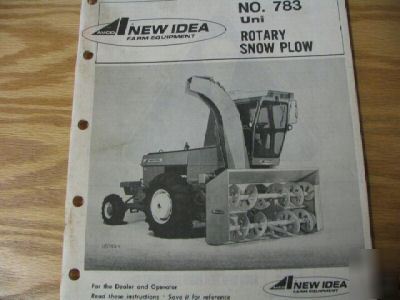 AVCO NEW IDEA
FARM EQUIPMENT
NO. 783
Uni
ROTARY
SNOW PLOW
For the Dealer and Operator
Read these instructions · Save it for reference
NEW IDEA
FARM EQUIPMENT